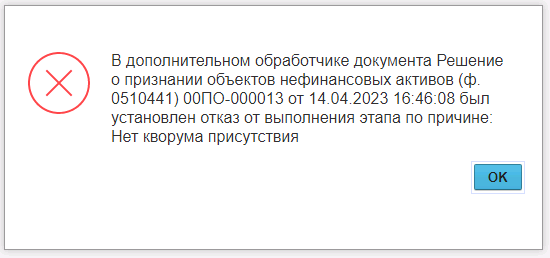 В дополнительном обработчике документа Решение
о признании объектов нефинансовых активов (ф.
0510441) 00ПО-000013 от 14.04.2023 16:46:08 был
установлен отказ от выполнения этапа по причине:
Нет кворума присутствия
OK